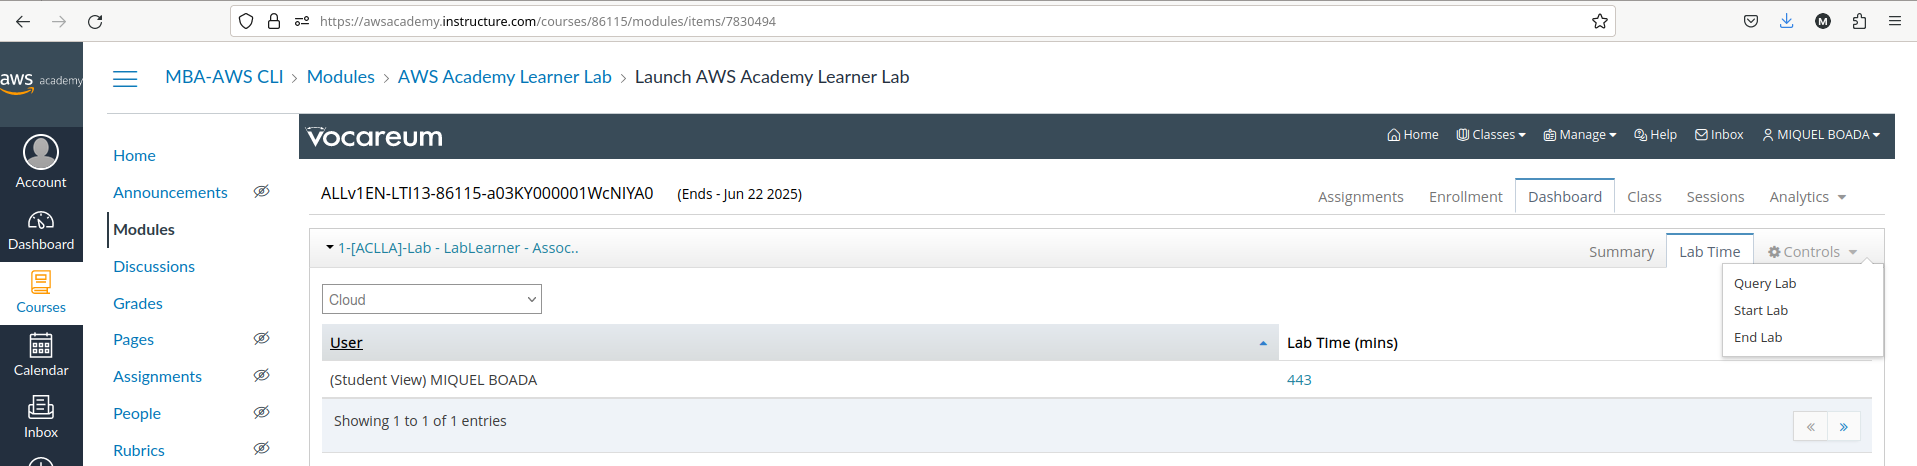 https://awsacademy.instructure.com/courses/86115/modules/items/7830494
M
aws academy
MBA-AWS CLI > Modules > AWS Academy Learner Lab > Launch AWS Academy Learner Lab
Account
Dashboard
Courses
Calendar
Inbox
Home
Announcements
Modules
Discussions
Grades
Pages
Assignments
People
Rubrics
vocareum
Home Classes Manage Help Inbox MIQUEL BOADA
ALLv1EN-LTI13-86115-a03KY000001WcNIYA0 (Ends - Jun 22 2025)
Assignments Enrollment Dashboard Class Sessions Analytics
1-[ACLLA]-Lab - LabLearner - Assoc..
Summary Lab Time Controls
Query Lab
Start Lab
End Lab
Cloud
User Lab Time (mins)
(Student View) MIQUEL BOADA 443
Showing 1 to 1 of 1 entries
« »